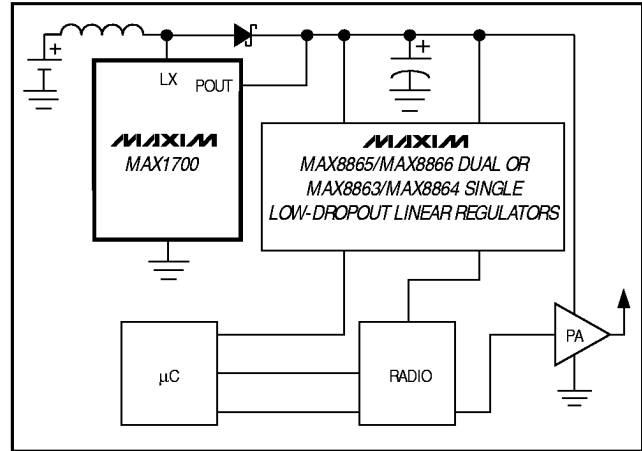 +
+
LX
POUT
MAXIM
MAX1700
MAXIM
MAX8865/MAX8866 DUAL OR
MAX8863/MAX8864 SINGLE
LOW-DROPOUT LINEAR REGULATORS
µC
RADIO
PA